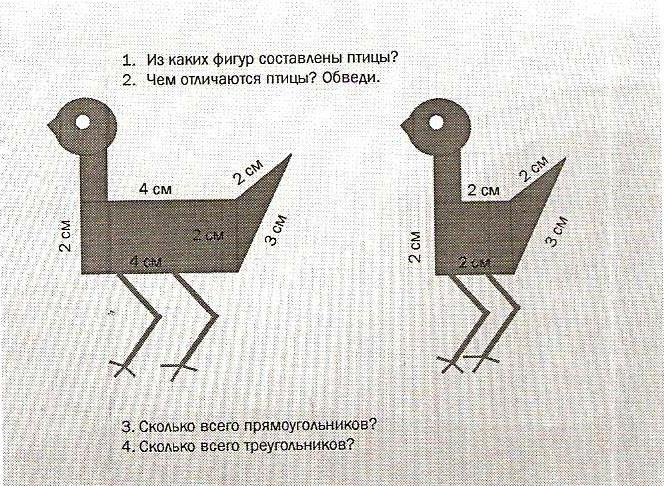 1. Из каких фигур составлены птицы?
2. Чем отличаются птицы? Обведи.
4 см
2 см
2 см
2 см
3 см
4 см
2 см
2 см
2 см
3 см
2 см
3. Сколько всего прямоугольников?
4. Сколько всего треугольников?